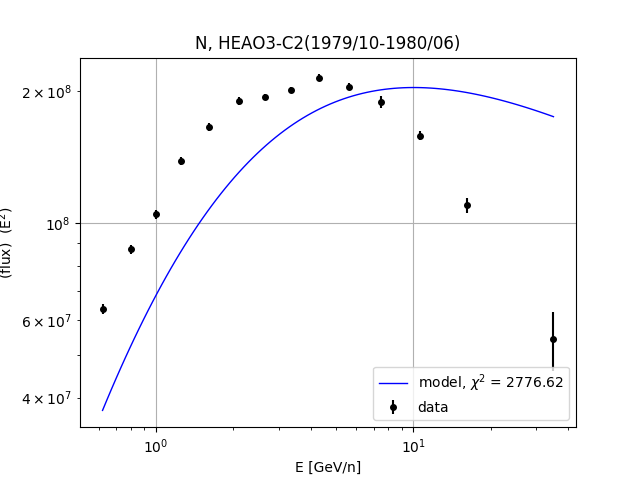 N, HEAO3-C2(1979/10-1980/06)
2 × 10⁸
10⁸
6 × 10⁷
4 × 10⁷
(flux) (E²)
model, χ² = 2776.62
data
10⁰
10¹
E [GeV/n]